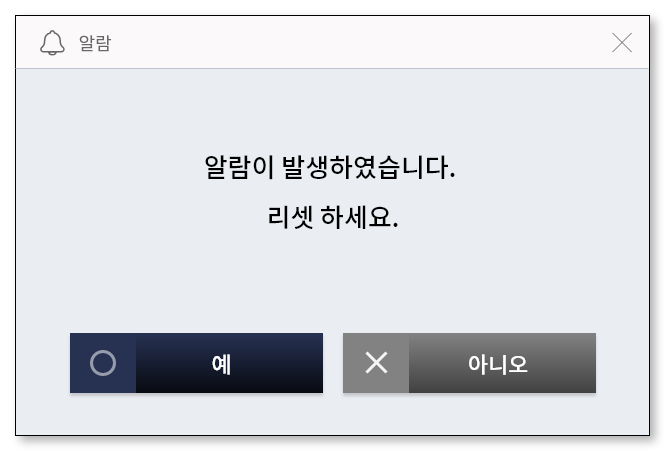 알람
알람이 발생하였습니다.
리셋 하세요.
예
아니오